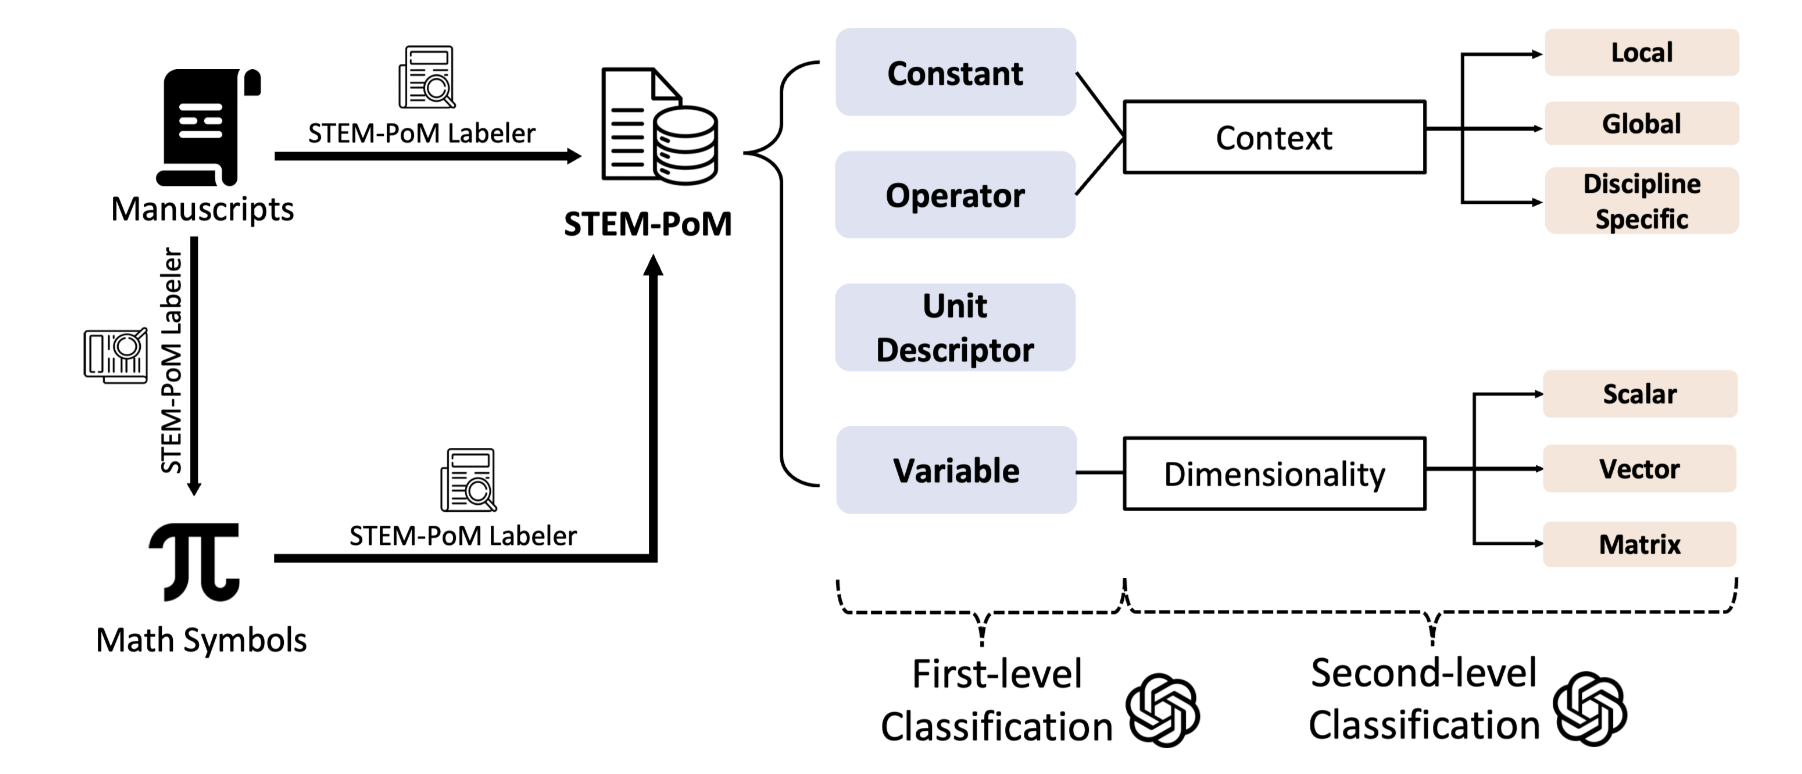 STEM-PoM Labeler
Manuscripts
STEM-PoM
STEM-PoM Labeler
STEM-PoM Labeler
Math Symbols
Constant
Operator
Unit
Descriptor
Variable
Context
Dimensionality
Local
Global
Discipline
Specific
Scalar
Vector
Matrix
First-level
Classification
Second-level
Classification